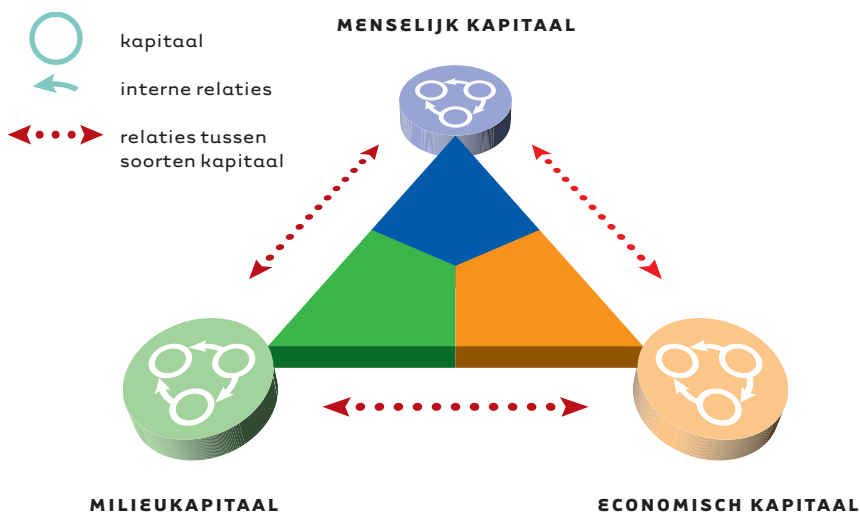 MENSELIJK KAPITAAL
kapitaal
interne relaties
relaties tussen
soorten kapitaal
MILIEUKAPITAAL
ECONOMISCH KAPITAAL